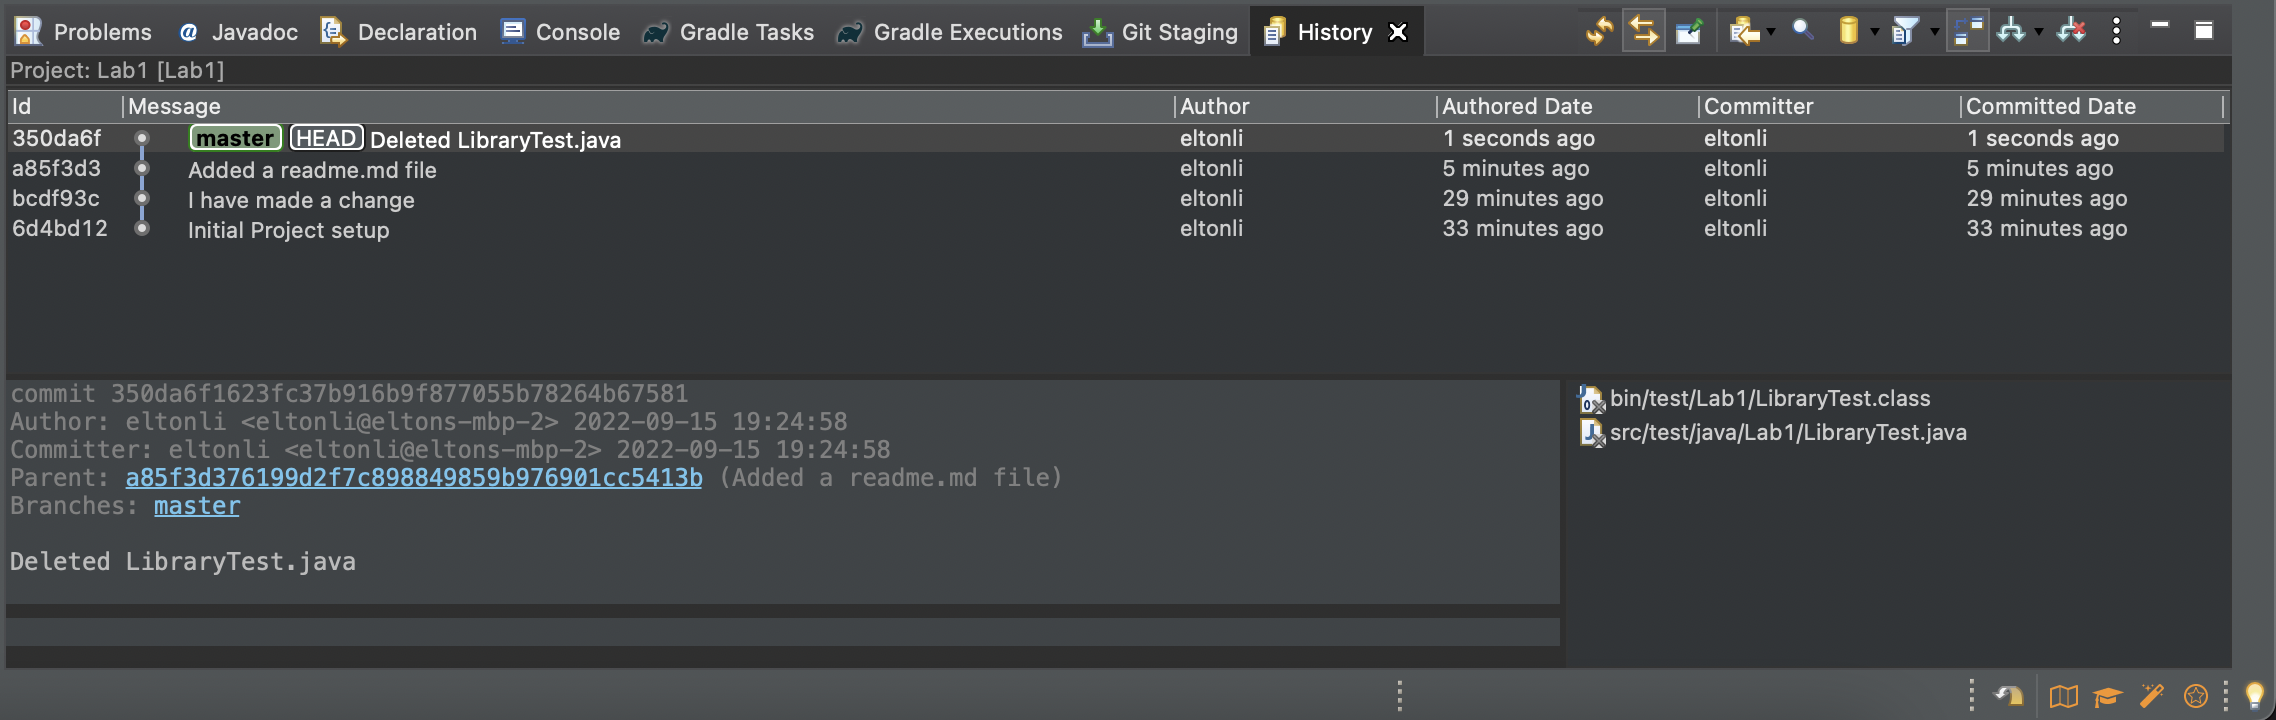 Problems Javadoc Declaration Console Gradle Tasks Gradle Executions Git Staging History
Project: Lab1 [Lab1]
Id Message Author Authored Date Committer Committed Date
350da6f master HEAD Deleted LibraryTest.java eltonli 1 seconds ago eltonli 1 seconds ago
a85f3d3 Added a readme.md file eltonli 5 minutes ago eltonli 5 minutes ago
bcdf93c I have made a change eltonli 29 minutes ago eltonli 29 minutes ago
6d4bd12 Initial Project setup eltonli 33 minutes ago eltonli 33 minutes ago
commit 350da6f1623fc37b916b9f877055b78264b67581
Author: eltonli <eltonli@eltons-mbp-2> 2022-09-15 19:24:58
Committer: eltonli <eltonli@eltons-mbp-2> 2022-09-15 19:24:58
Parent: a85f3d376199d2f7c898849859b976901cc5413b (Added a readme.md file)
Branches: master
Deleted LibraryTest.java
bin/test/Lab1/LibraryTest.class
src/test/java/Lab1/LibraryTest.java